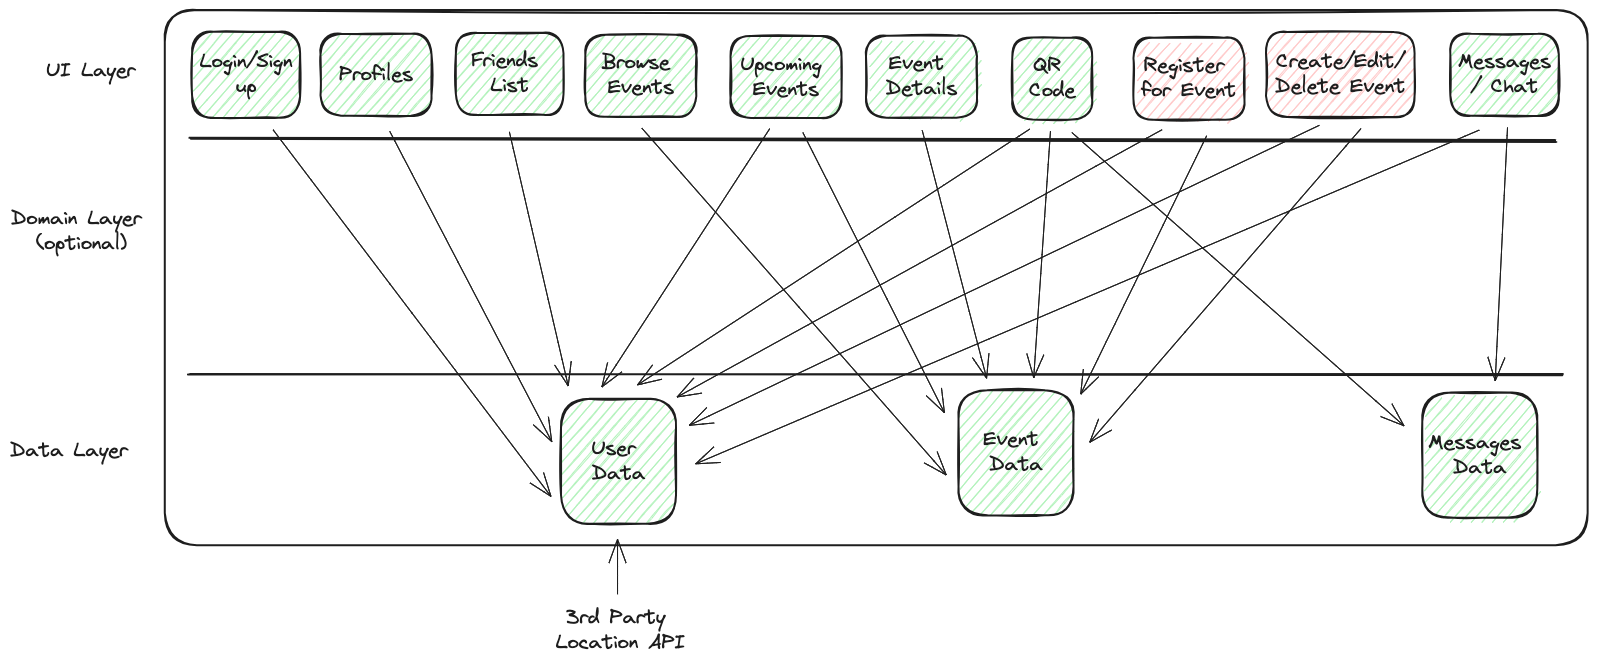 UI Layer
Login/Sign
up
Profiles
Friends
List
Browse
Events
Upcoming
Events
Event
Details
QR
Code
Register
for Event
Create/Edit/
Delete Event
Messages
/ Chat
Domain Layer
(optional)
Data Layer
User
Data
Event
Data
Messages
Data
3rd Party
Location API